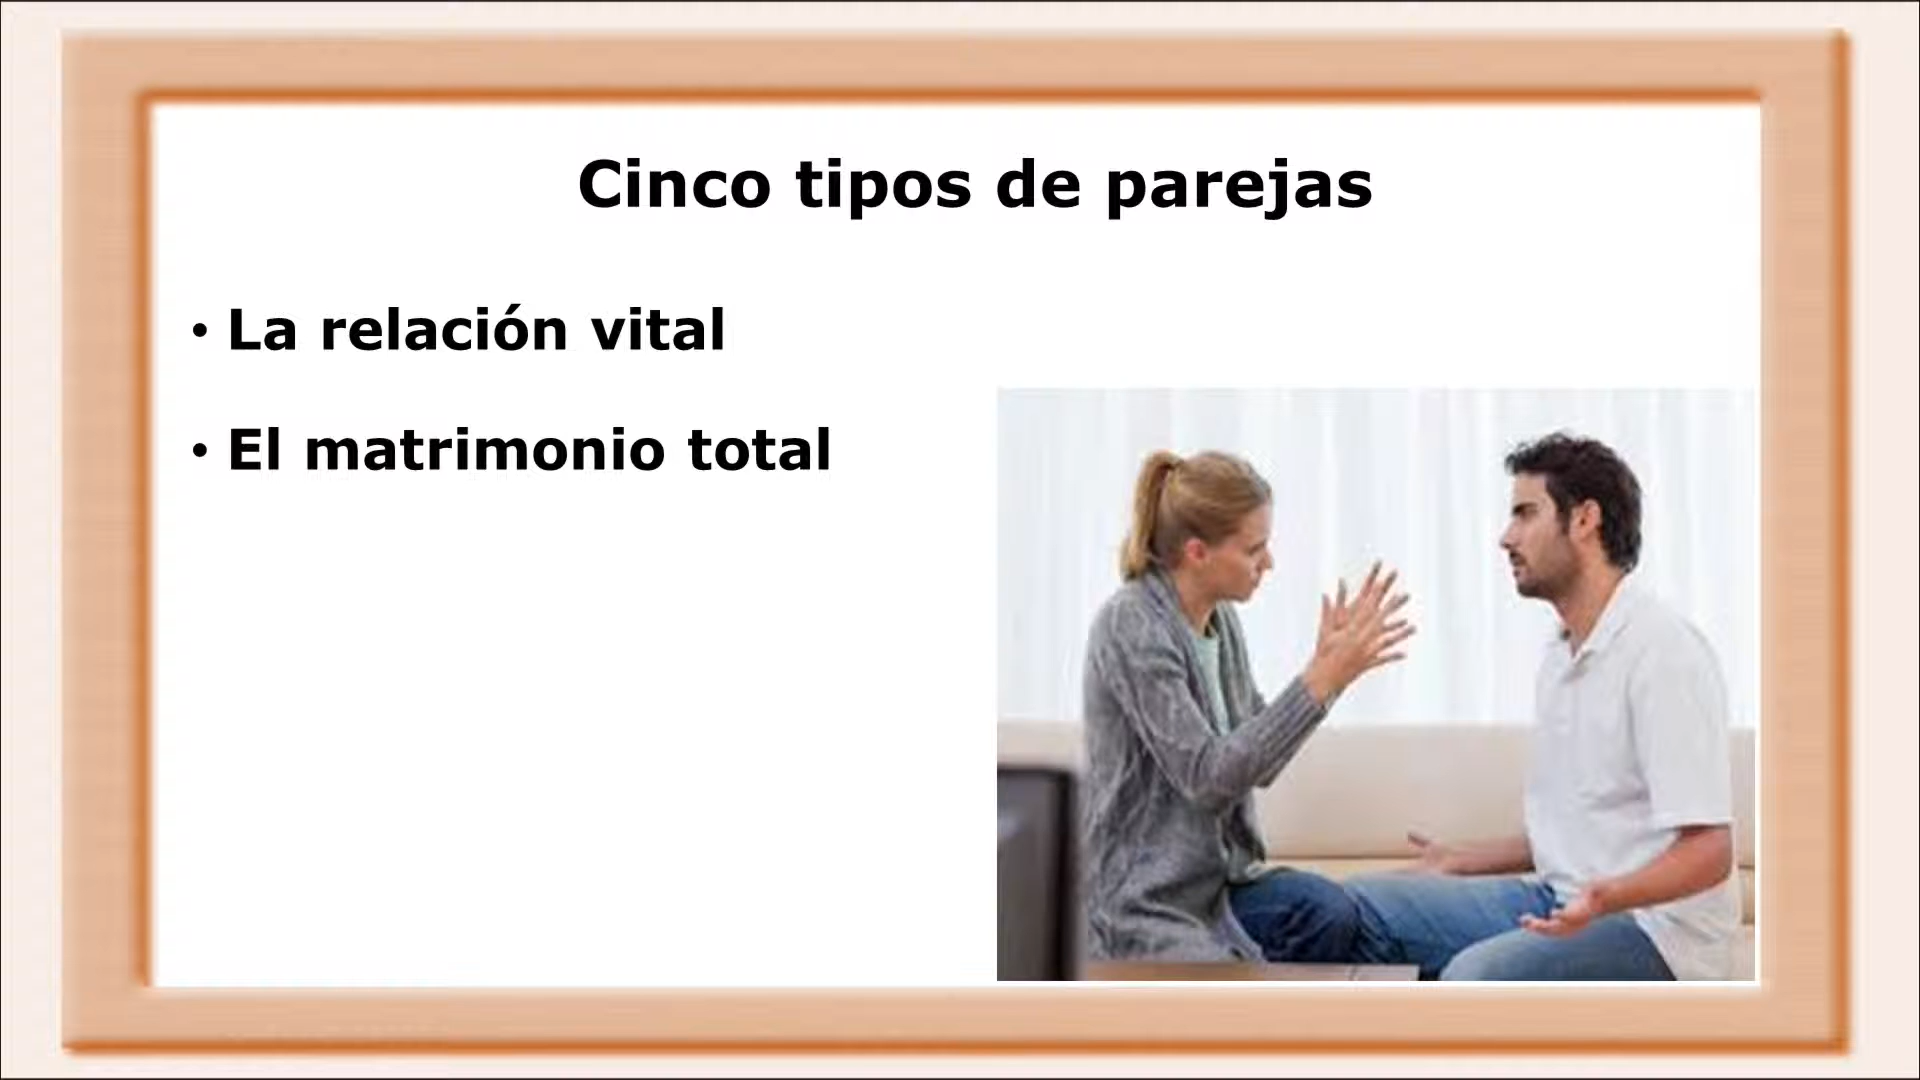 Cinco tipos de parejas
• La relación vital
• El matrimonio total